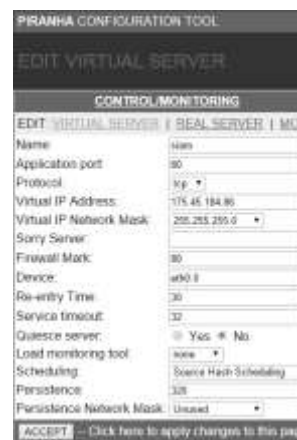 PIRANHA CONFIGURATION TOOL
EDIT VIRTUAL SERVER
CONTROL/MONITORING
EDIT: VIRTUAL SERVER | REAL SERVER |
Name:
Application port: 80
Protocol: tcp
Virtual IP Address: 175.45.184.86
Virtual IP Network Mask: 255.255.255.0
Sorry Server:
Firewall Mark: 80
Device: eth0:0
Re-entry Time: 30
Service timeout: 32
Quiesce server: Yes No
Load monitoring tool: none
Scheduling: Source Hash Scheduling
Persistence: 320
Persistence Network Mask: Unused
ACCEPT -- Click here to apply changes to this